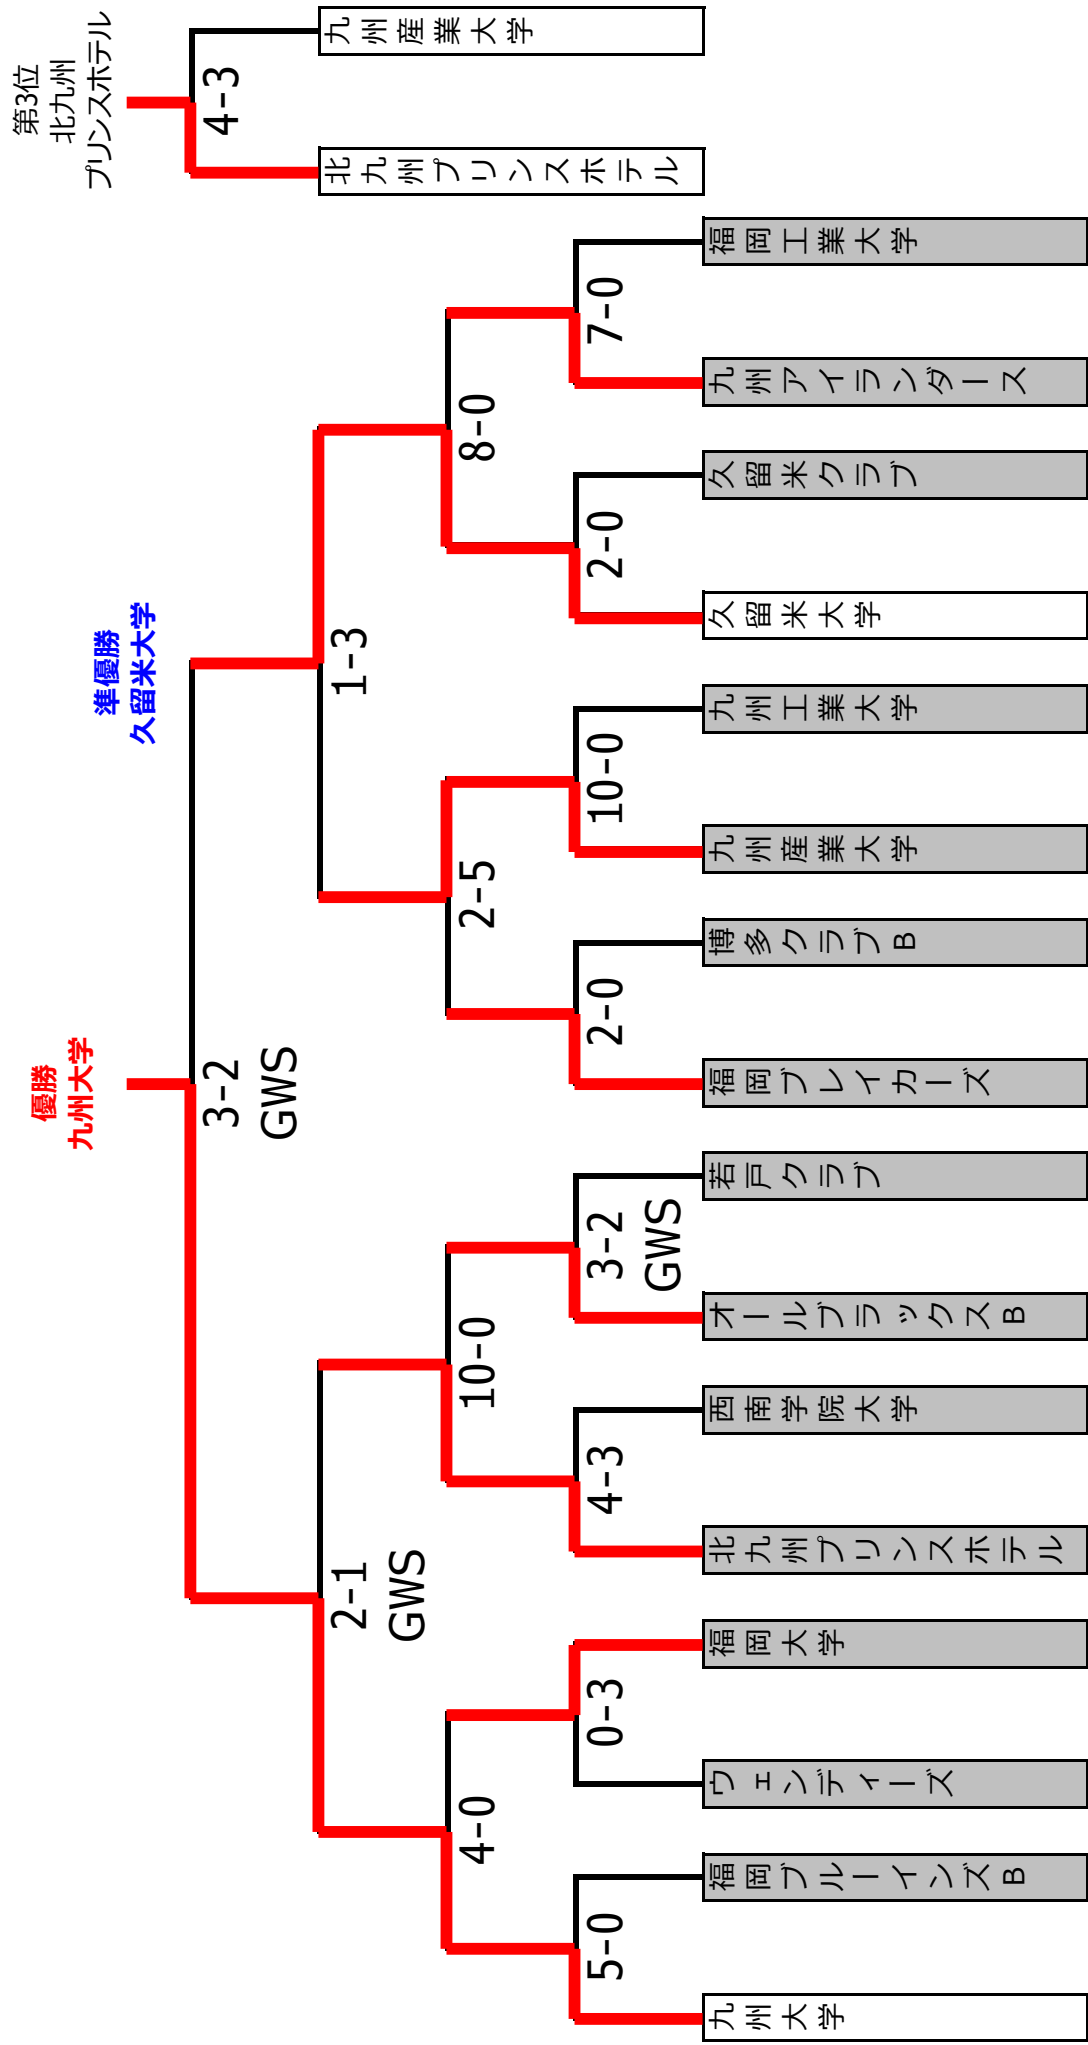 優勝
九州大学
準優勝
久留米大学
第3位
北九州
プリンスホテル
3-2
GWS
4-3
2-1
GWS
1-3
九州産業大学
北九州プリンスホテル
4-0
10-0
2-5
8-0
5-0
0-3
4-3
3-2
GWS
2-0
10-0
2-0
7-0
九州大学
福岡ブルーインズB
ウェンディーズ
福岡大学
北九州プリンスホテル
西南学院大学
オールブラックスB
若戸クラブ
福岡ブレイカーズ
博多クラブB
九州産業大学
九州工業大学
久留米大学
久留米クラブ
九州アイランダース
福岡工業大学